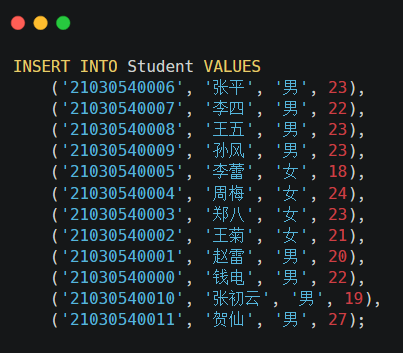 INSERT INTO Student VALUES
('21030540006', '张平', '男', 23),
('21030540007', '李四', '男', 22),
('21030540008', '王五', '男', 23),
('21030540009', '孙风', '男', 23),
('21030540005', '李蕾', '女', 18),
('21030540004', '周梅', '女', 24),
('21030540003', '郑八', '女', 23),
('21030540002', '王菊', '女', 21),
('21030540001', '赵雷', '男', 20),
('21030540000', '钱电', '男', 22),
('21030540010', '张初云', '男', 19),
('21030540011', '贺仙', '男', 27);